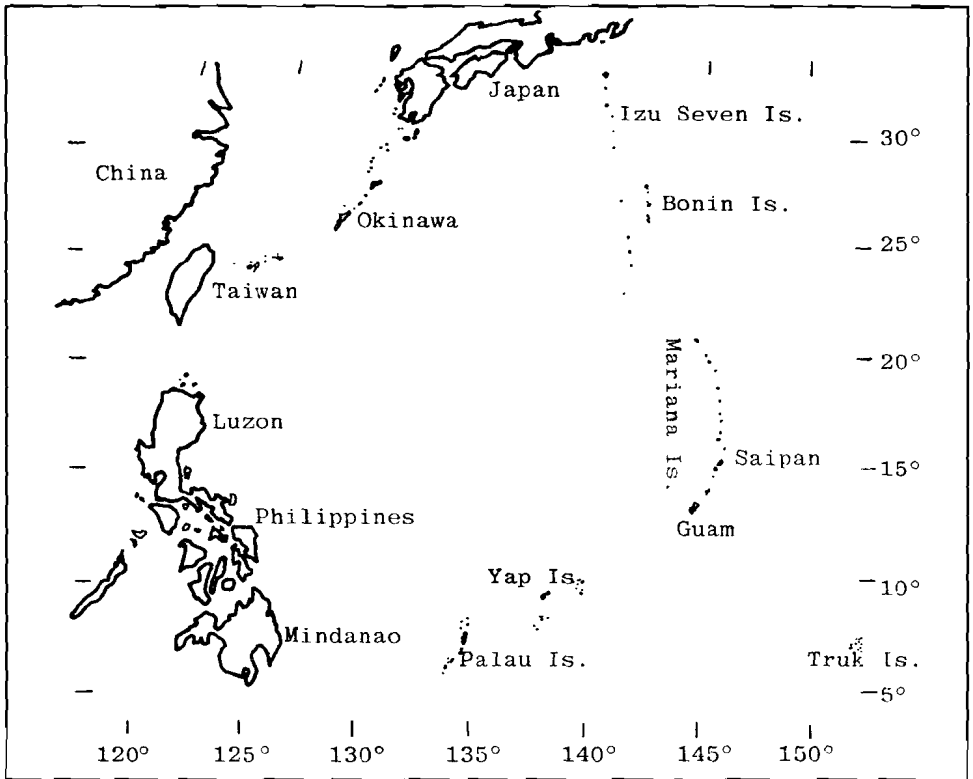 Japan
Izu Seven Is.
30°
China
Bonin Is.
Okinawa
25°
Taiwan
Mariana Is.
20°
Luzon
Saipan
15°
Philippines
Guam
Yap Is.
10°
Mindanao
Palau Is.
Truk Is.
5°
120° 125° 130° 135° 140° 145° 150°